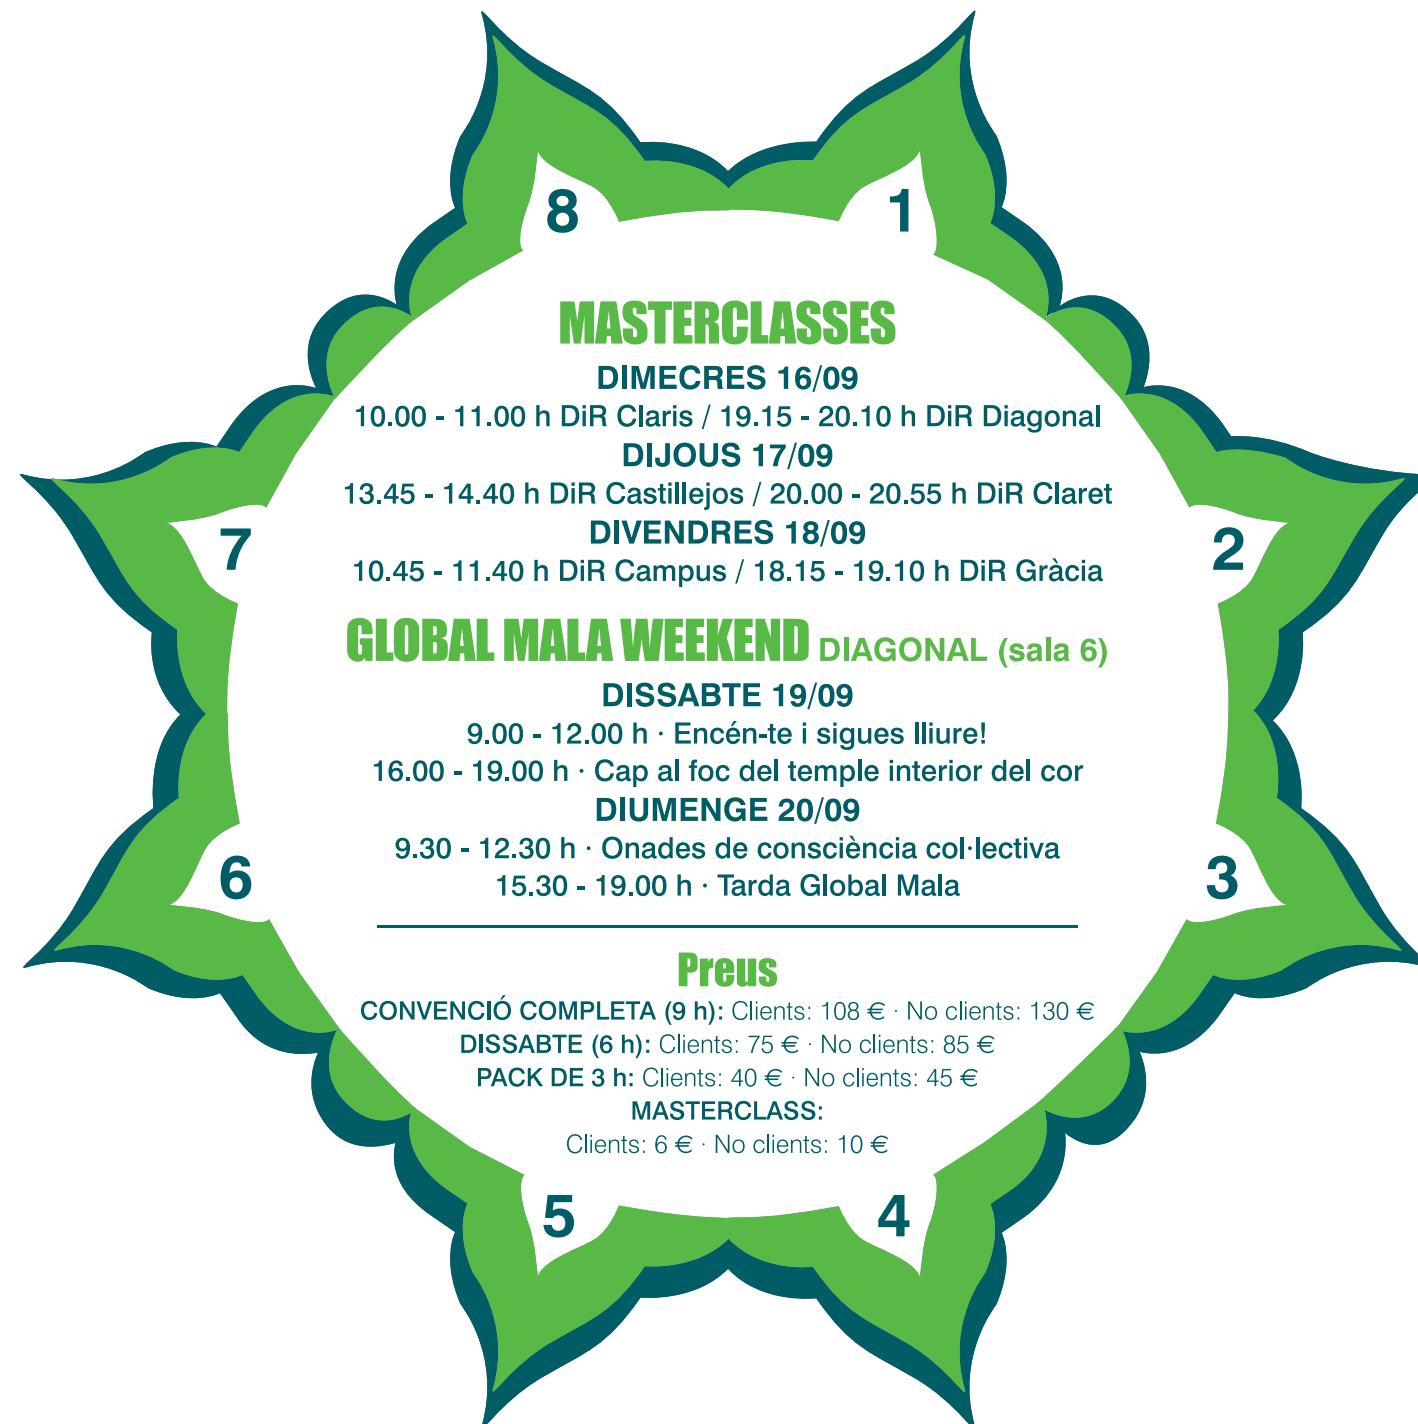 8
1
MASTERCLASSES
DIMECRES 16/09
10.00 - 11.00 h DiR Claris / 19.15 - 20.10 h DiR Diagonal
DIJOUS 17/09
13.45 - 14.40 h DiR Castillejos / 20.00 - 20.55 h DiR Claret
DIVENDRES 18/09
7
2
10.45 - 11.40 h DiR Campus / 18.15 - 19.10 h DiR Gràcia
GLOBAL MALA WEEKEND DIAGONAL (sala 6)
DISSABTE 19/09
9.00 - 12.00 h · Encén-te i sigues lliure!
16.00 - 19.00 h · Cap al foc del temple interior del cor
DIUMENGE 20/09
9.30 - 12.30 h · Onades de consciència col·lectiva
15.30 - 19.00 h · Tarda Global Mala
6
3
Preus
CONVENCIÓ COMPLETA (9 h): Clients: 108 € · No clients: 130 €
DISSABTE (6 h): Clients: 75 € · No clients: 85 €
PACK DE 3 h: Clients: 40 € · No clients: 45 €
MASTERCLASS:
Clients: 6 € · No clients: 10 €
5
4